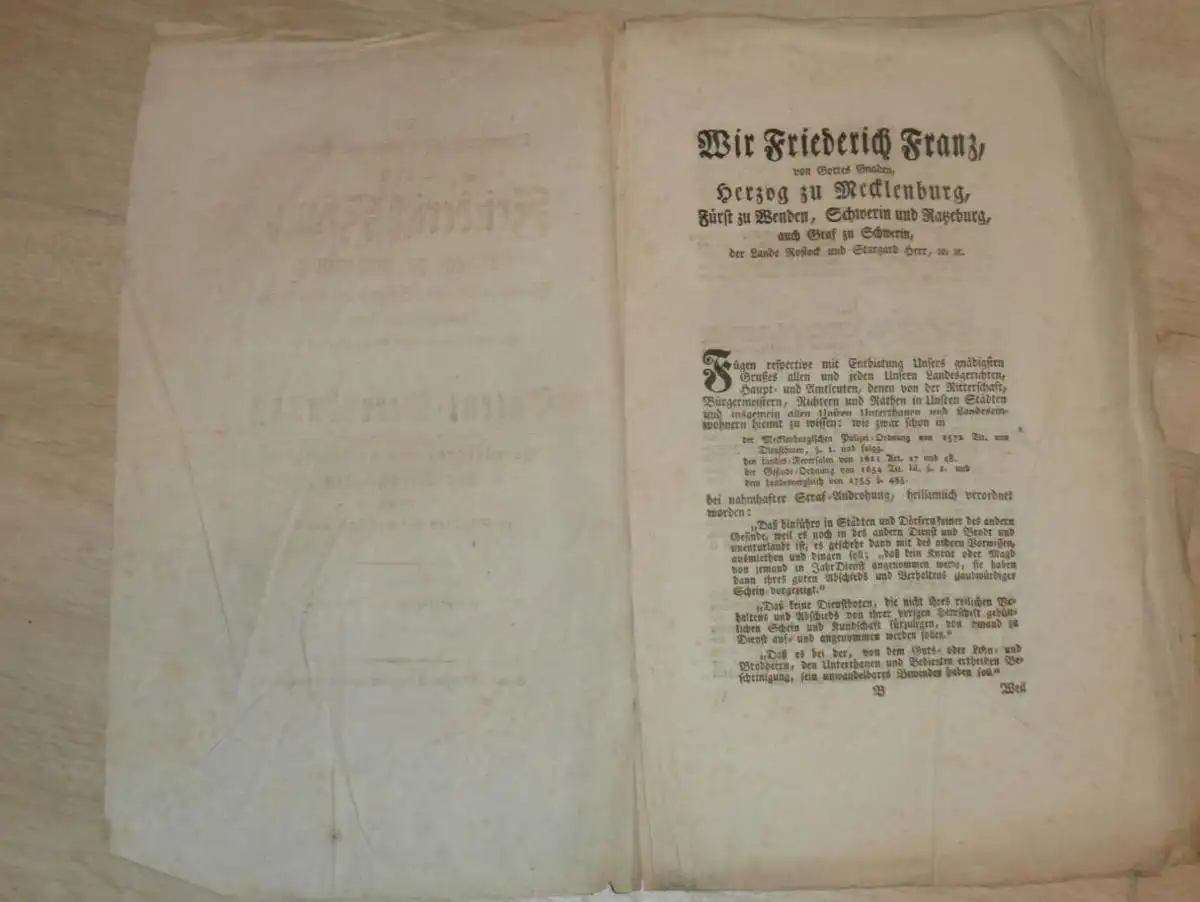 Wir Friederich Franz,
von Gottes Gnaden,
Herzog zu Mecklenburg,
Fürst zu Wenden, Schwerin und Ratzeburg,
auch Graf zu Schwerin,
der Lande Rostock und Stargard Herr, ꝛc. ꝛc.
Fügen respective mit Entbietung Unsers gnädigsten
Grußes allen und jeden Unsern Landesgerichten,
Haupt- und Amtleuten, denen von der Ritterschaft,
Bürgermeistern, Richtern und Räthen in Unsren Städten
und insgemein allen Unsren Unterthanen und Landesein-
wohnern hiemit zu wissen: wie zwar schon in
der Mecklenburgischen Polizei-Ordnung von 1572 Tit. von
Dienstboten, §. 1. und folgg.
den Landes-Reversalen von 1621 Art. 17 und 48.
der Gesinde-Ordnung von 1654 Tit. III. §. 1. und
dem Landesvergleich von 1755 §. 485.
bei nahmhafter Straf-Androhung, heilsamlich verordnet
worden:
„Daß hinführo in Städten und Dörfern keiner des andern
Gesinde, weil es noch in des andern Dienst und Brodt und
unenturlaubt ist, es geschehe dann mit des andern Vorwissen,
ausmiethen und dingen soll; „daß kein Knecht oder Magd
von jemand in Jahr Dienst angenommen werde, sie haben
dann ihres guten Abschieds und Verhaltens glaubwürdiger
Schein vorgezeigt."
„Daß keine Dienstboten, die nicht ihres redlichen Ver-
haltens und Abschieds von ihrer vorigen Herrschaft gebühr-
lichen Schein und Kundschaft fürzulegen, von jemand zu
Dienst auf- und angenommen werden sollen."
„Daß es bei der, von dem Guts- oder Lehn- und
Brodherrn, den Unterthanen und Bedienten ertheilten Be-
scheinigung, sein unwandelbares Bewenden haben soll"
B Weil